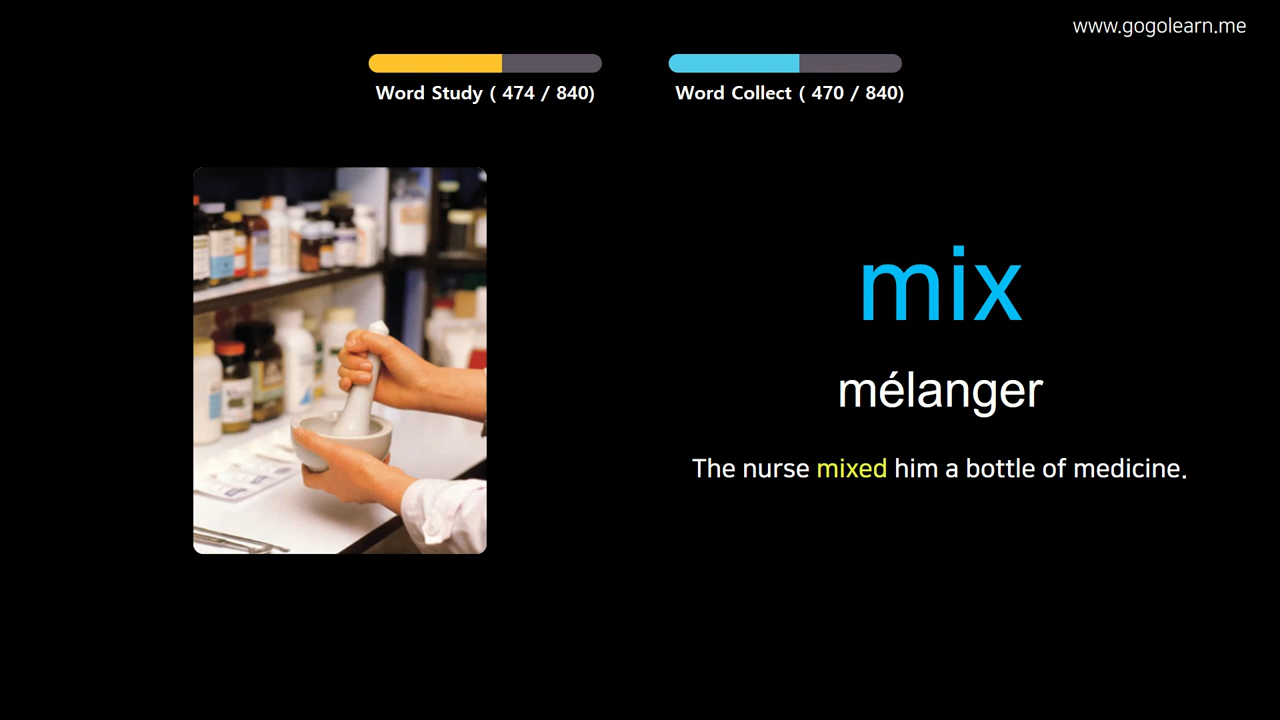 www.gogolearn.me
Word Study ( 474 / 840)
Word Collect ( 470 / 840)
mix
mélanger
The nurse mixed him a bottle of medicine.